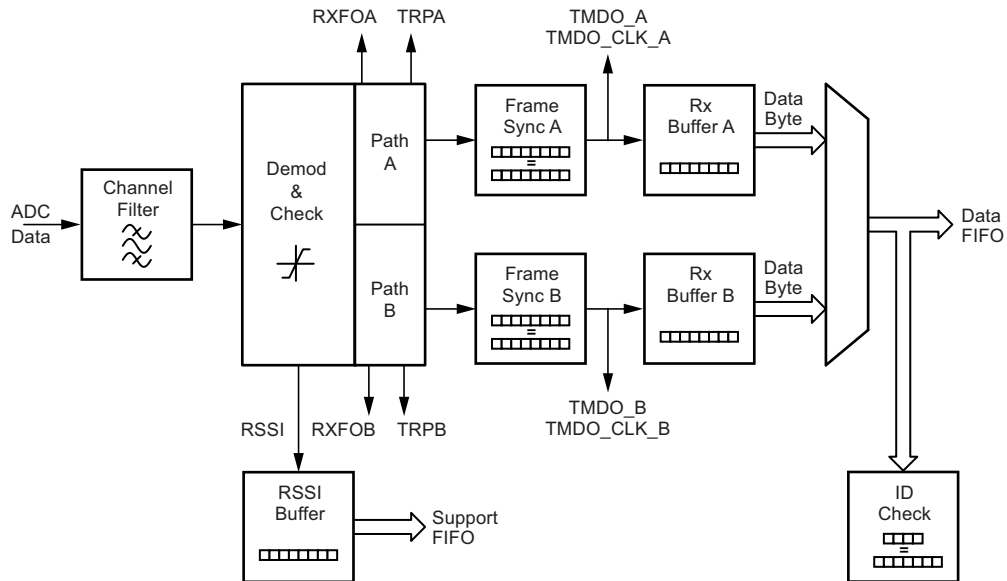 RXFOA
TRPA
TMDO_A
TMDO_CLK_A
ADC
Data
Channel
Filter
Demod
&
Check
Path
A
Path
B
Frame
Sync A
=
Rx
Buffer A
Data
Byte
Frame
Sync B
=
Rx
Buffer B
Data
Byte
Data
FIFO
RSSI
RXFOB
TRPB
TMDO_B
TMDO_CLK_B
RSSI
Buffer
Support
FIFO
ID
Check
=